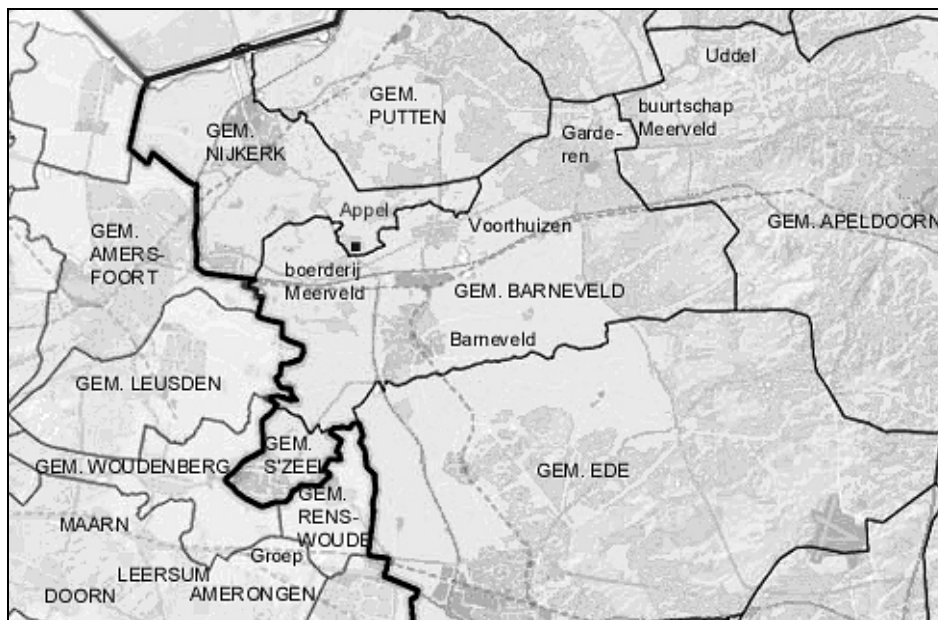 Uddel
GEM.
PUTTEN
buurtschap
Meerveld
GEM.
NIJKERK
Garde-
ren
Appel
Voorthuizen
GEM. APELDOORN
GEM.
AMERS-
FOORT
boerderij
Meerveld
GEM. BARNEVELD
Barneveld
GEM. LEUSDEN
GEM.
S'ZEEL
GEM. WOUDENBERG
GEM. EDE
GEM.
RENS-
WOUDE
MAARN
Groep
LEERSUM
DOORN
AMERONGEN